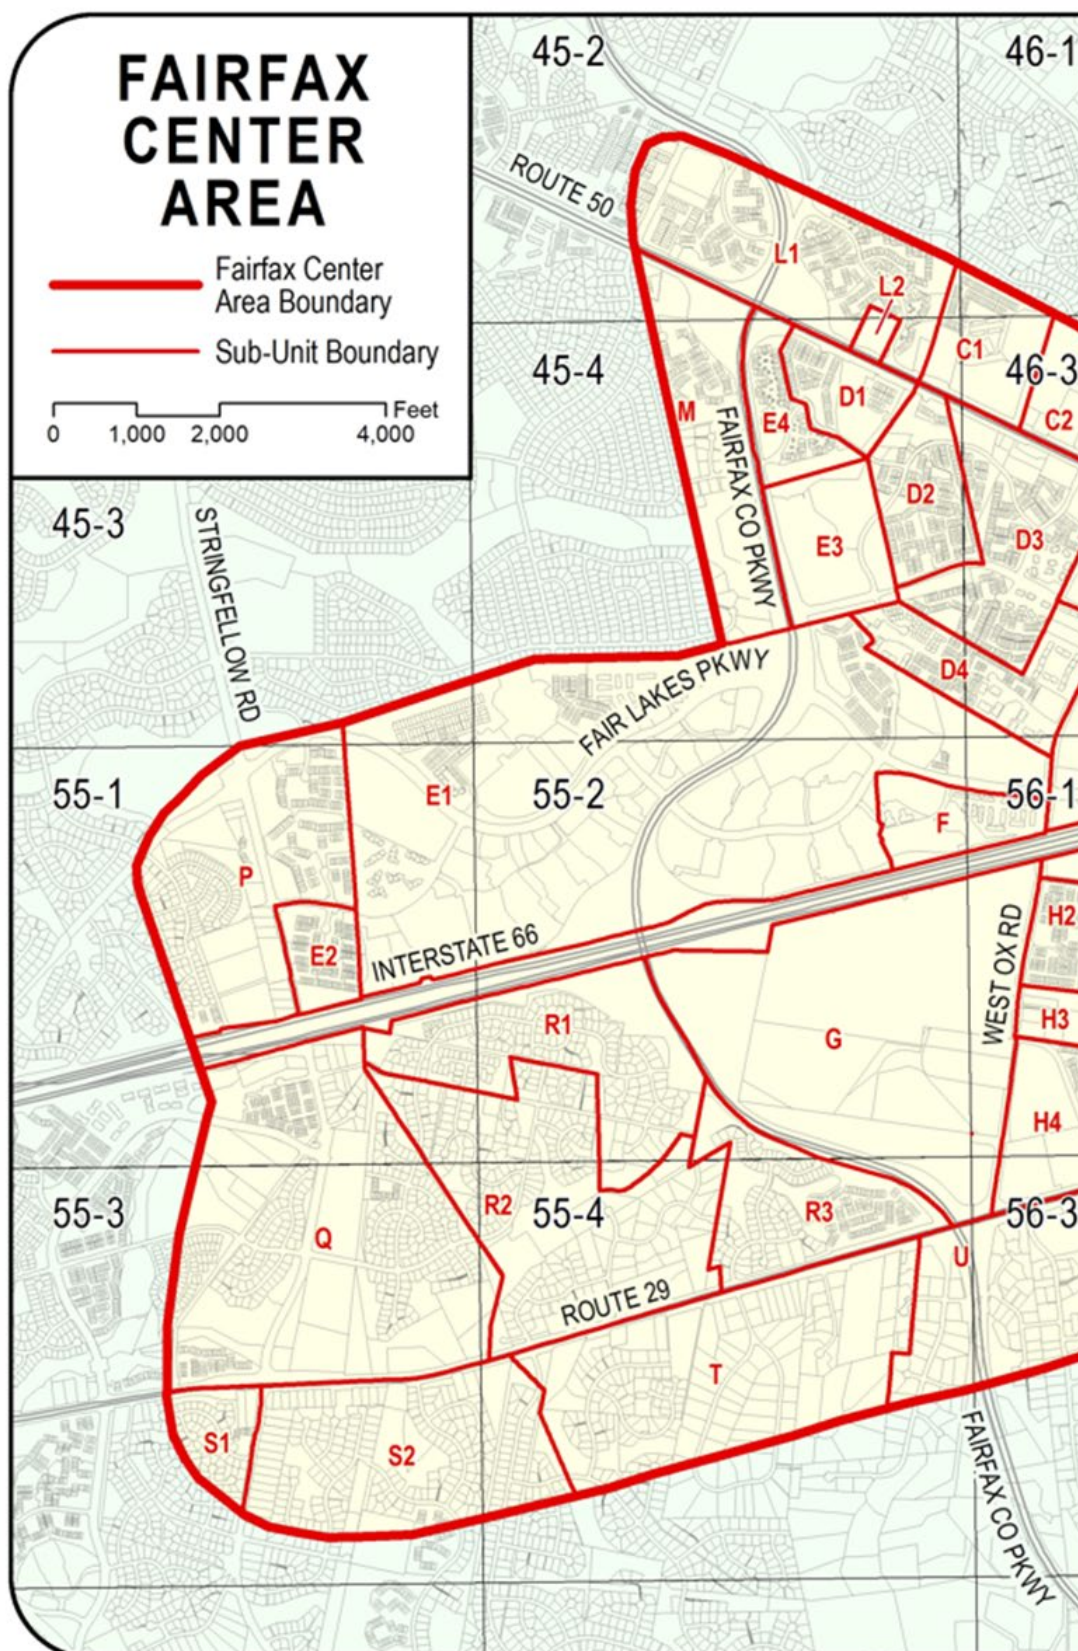 FAIRFAX
CENTER
AREA
Fairfax Center
Area Boundary
Sub-Unit Boundary
Feet
0 1,000 2,000 4,000
45-2
46-1
ROUTE 50
L1
L2
45-4
C1
46-3
M
D1
C2
E4
FAIRFAX CO PKWY
D2
45-3
STRINGFELLOW RD
E3
D3
D4
FAIR LAKES PKWY
55-1
E1
55-2
56-1
F
P
E2
INTERSTATE 66
WEST OX RD
H2
R1
G
H3
H4
55-3
Q
R2
55-4
R3
56-3
U
ROUTE 29
T
S1
S2
FAIRFAX CO PKWY